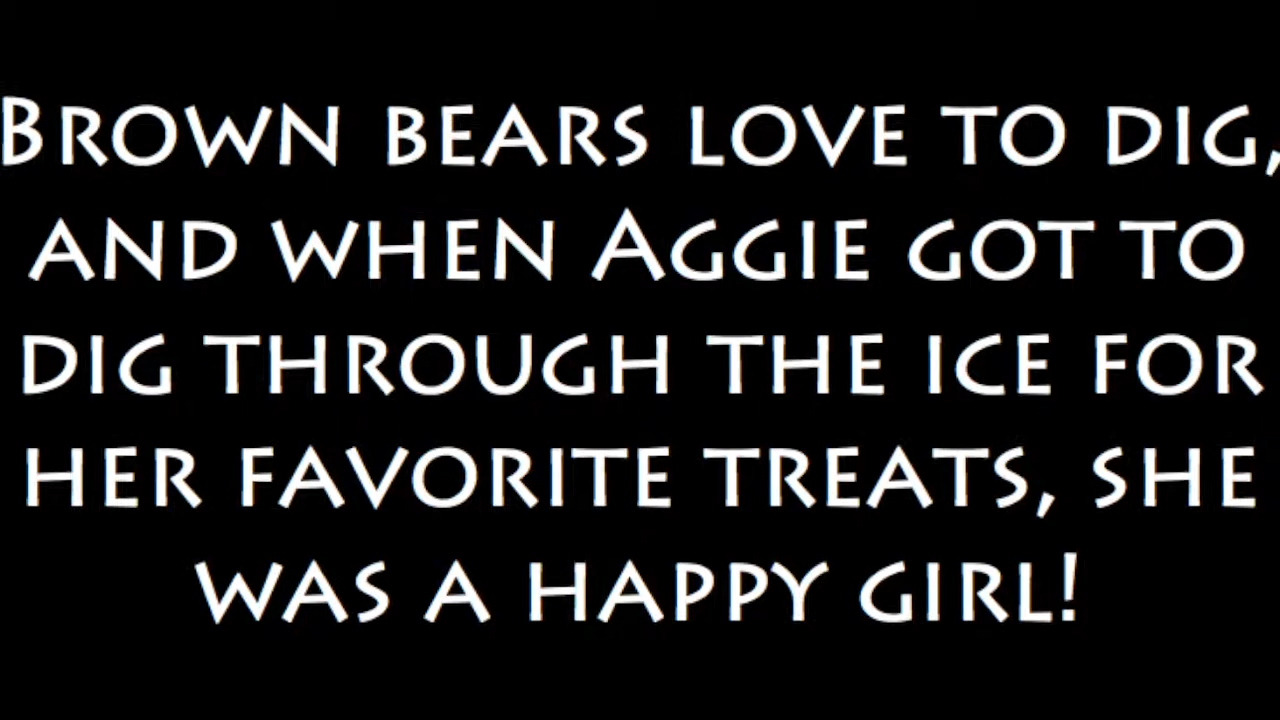 Brown bears love to dig,
and when Aggie got to
dig through the ice for
her favorite treats, she
was a happy girl!